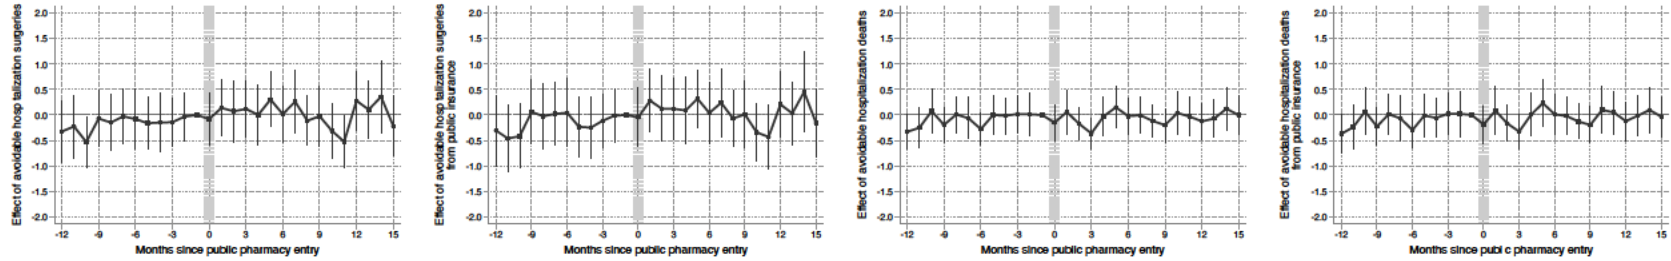 Effect of avoidable hosp talization surgeries
2.0
1.5
1.0
0.5
0.0
-0.5
-1.0
-1.5
-2.0
-12 -9 -6 -3 0 3 6 9 12 15
Months since public pharmacy entry
Effect of avoidable hospitalization surgeries
from public insurance
2.0
1.5
1.0
0.5
0.0
-0.5
-1.0
-1.5
-2.0
-12 -9 -6 -3 0 3 6 9 12 15
Months since public pharmacy entry
Effect of avoidable hospitalization deaths
2.0
1.5
1.0
0.5
0.0
-0.5
-1.0
-1.5
-2.0
-12 -9 -6 -3 0 3 6 9 12 15
Months since public pharmacy entry
Effect of avoidable hospitalization deaths
from public insurance
2.0
1.5
1.0
0.5
0.0
-0.5
-1.0
-1.5
-2.0
-12 -9 -6 -3 0 3 6 9 12 15
Months since publ c pharmacy entry